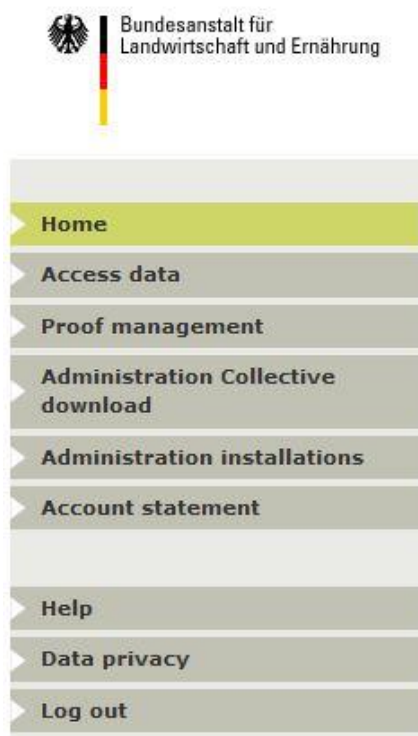 Bundesanstalt für
Landwirtschaft und Ernährung
Home
Access data
Proof management
Administration Collective
download
Administration installations
Account statement
Help
Data privacy
Log out